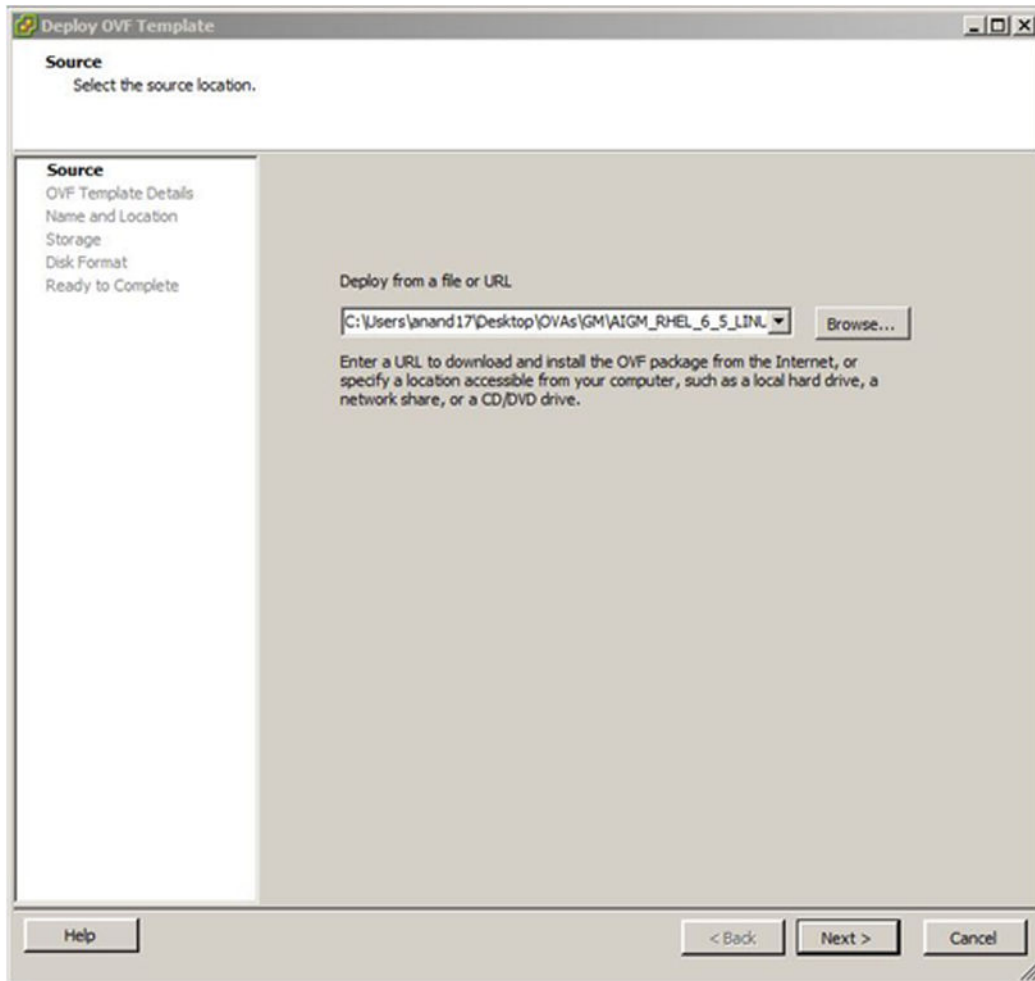 Deploy OVF Template
Source
Select the source location.
Source
OVF Template Details
Name and Location
Storage
Disk Format
Ready to Complete
Deploy from a file or URL
C:\Users\anand17\Desktop\OVAs\GM\AIGM_RHEL_6_5_LINU
Browse...
Enter a URL to download and install the OVF package from the Internet, or
specify a location accessible from your computer, such as a local hard drive, a
network share, or a CD/DVD drive.
Help
< Back
Next >
Cancel